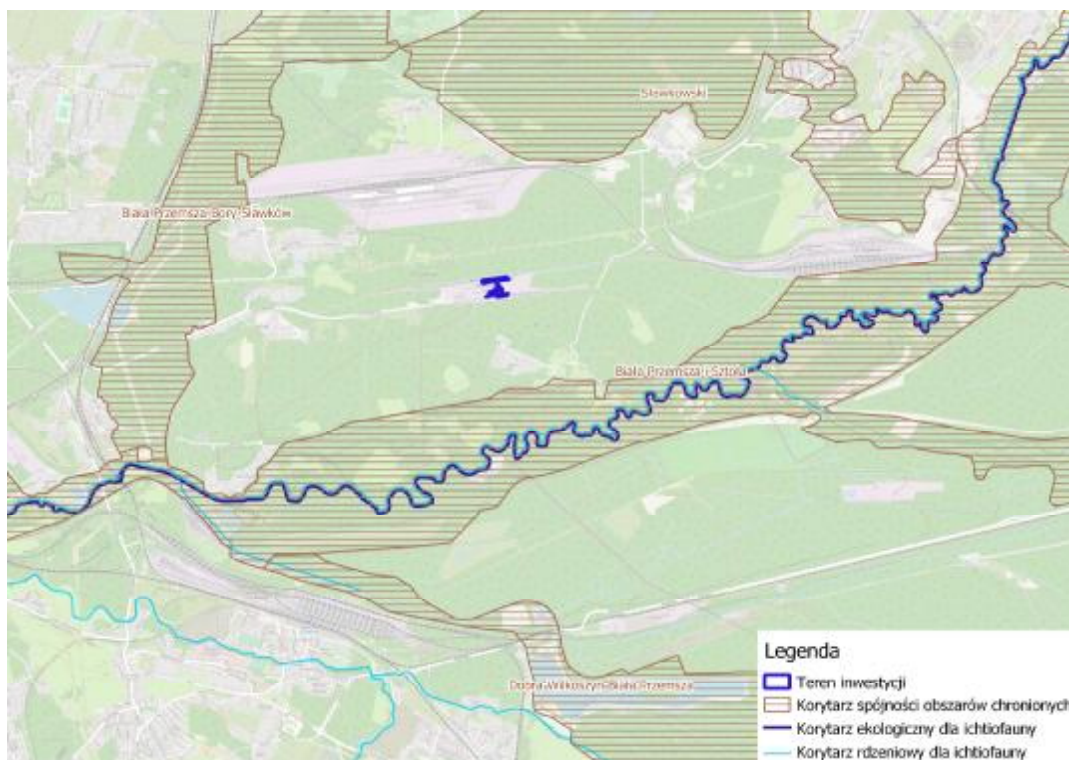 Sławkowski
Biała Przemsza-Bory-Sławków
Biała Przemsza i Sztoła
Dobra-Wilkoszyn-Biała Przemsza
Legenda
Teren inwestycji
Korytarz spójności obszarów chronionych
Korytarz ekologiczny dla ichtiofauny
Korytarz rdzeniowy dla ichtiofauny